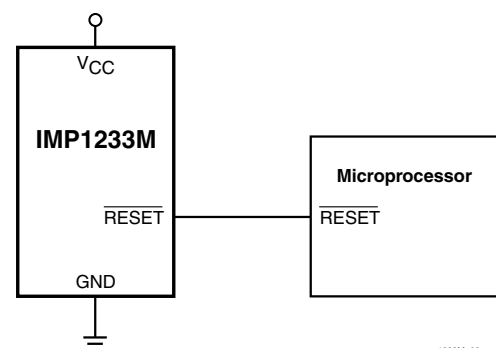 VCC
IMP1233M
Microprocessor
RESET
RESET
GND